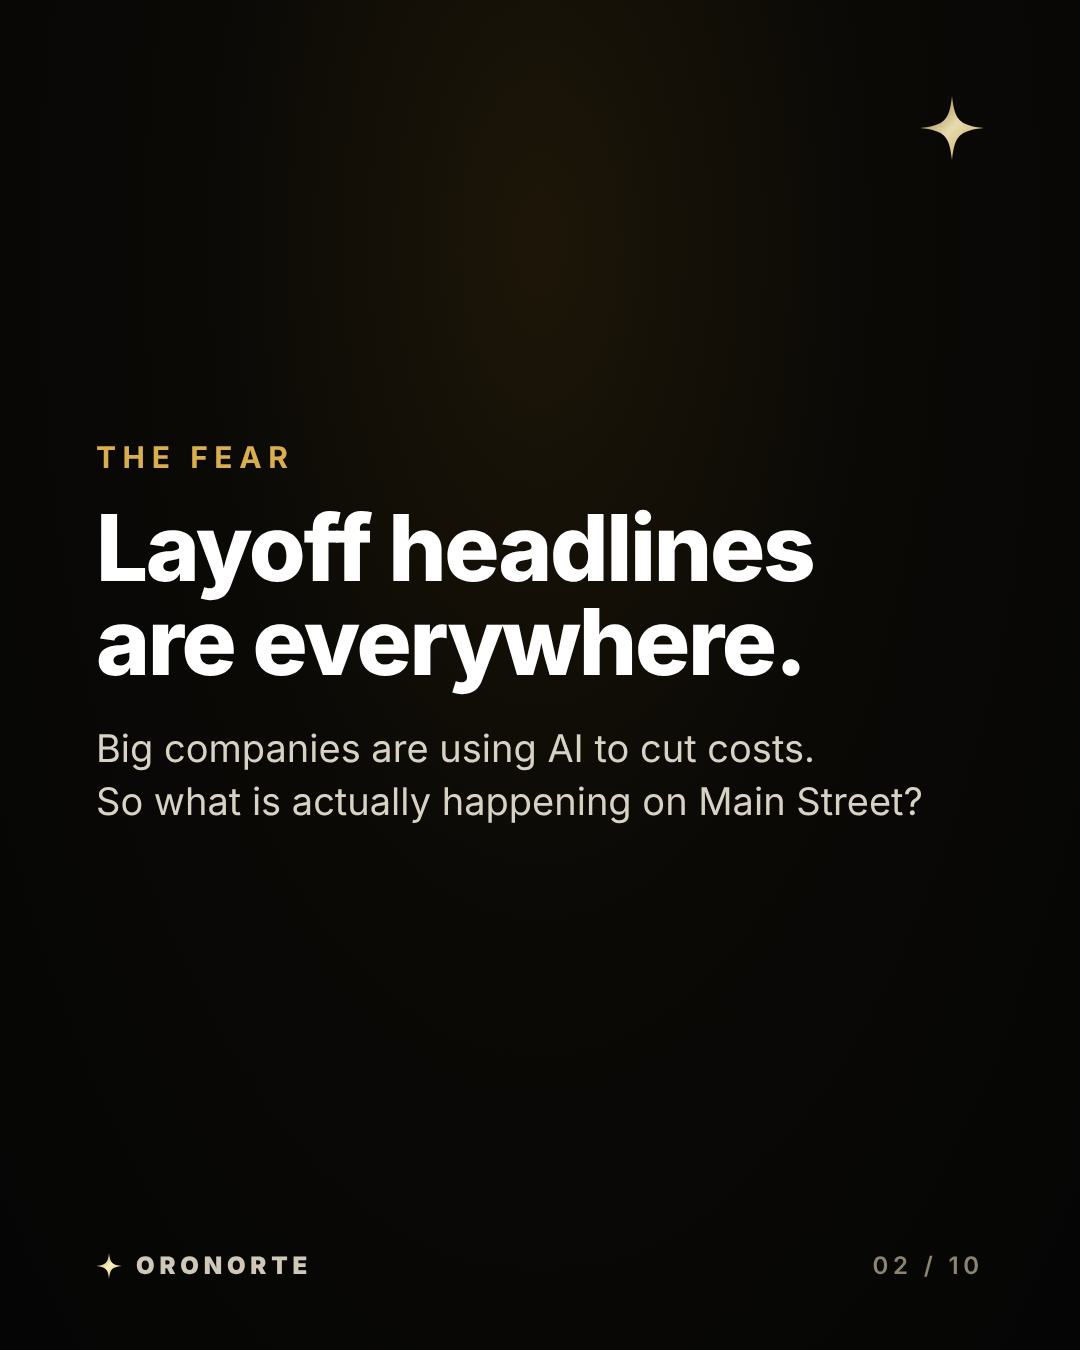 THE FEAR
Layoff headlines
are everywhere.
Big companies are using AI to cut costs.
So what is actually happening on Main Street?
ORONORTE
02 / 10